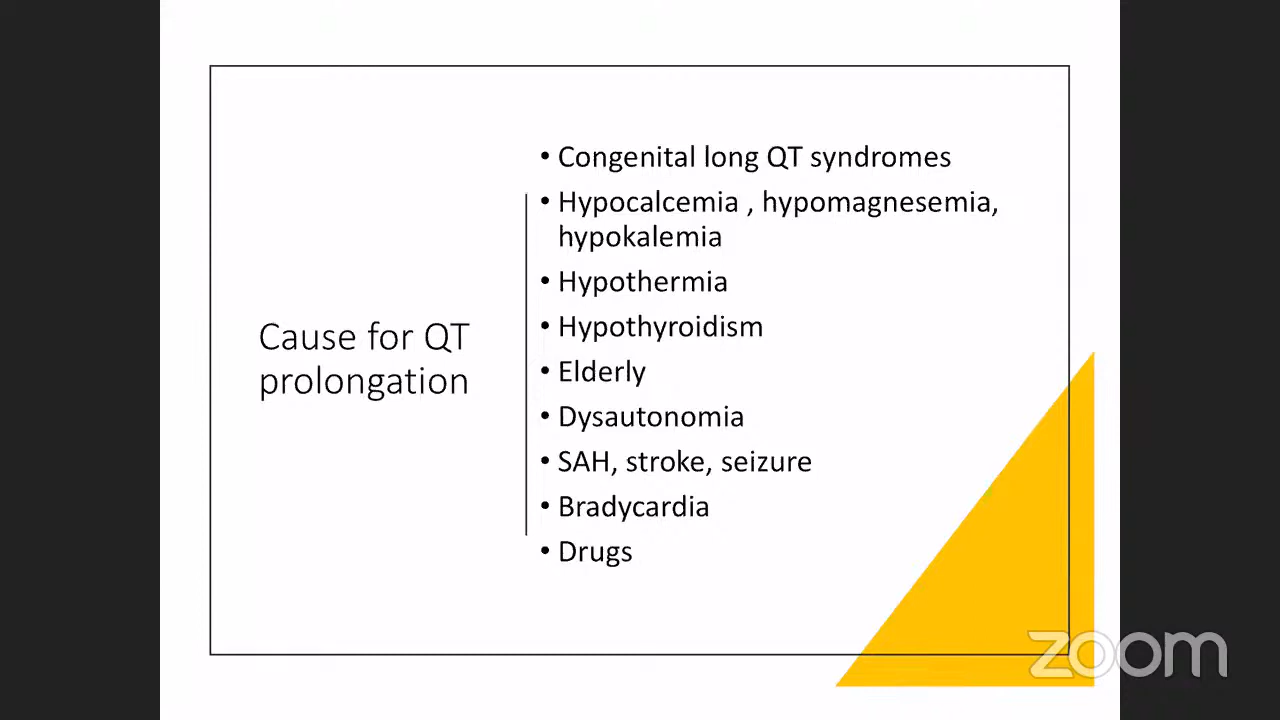 Cause for QT
prolongation
• Congenital long QT syndromes
• Hypocalcemia , hypomagnesemia,
hypokalemia
• Hypothermia
• Hypothyroidism
• Elderly
• Dysautonomia
• SAH, stroke, seizure
• Bradycardia
• Drugs
zoom